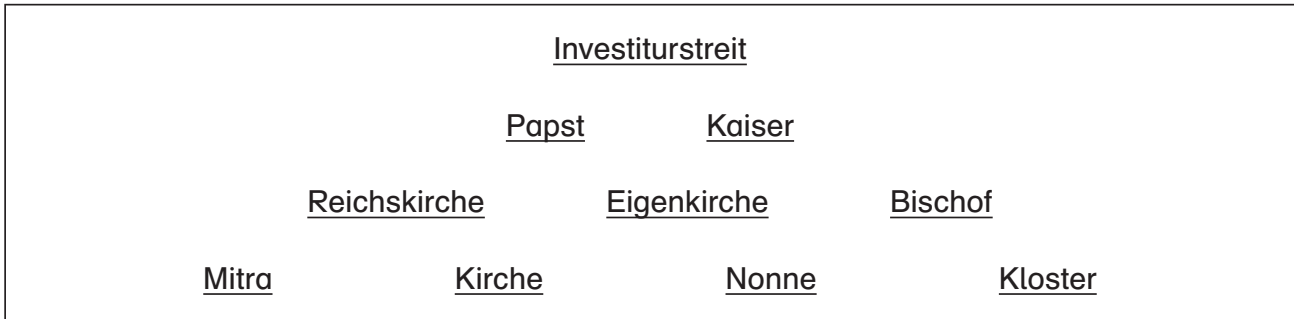 Investiturstreit
Papst Kaiser
Reichskirche Eigenkirche Bischof
Mitra Kirche Nonne Kloster